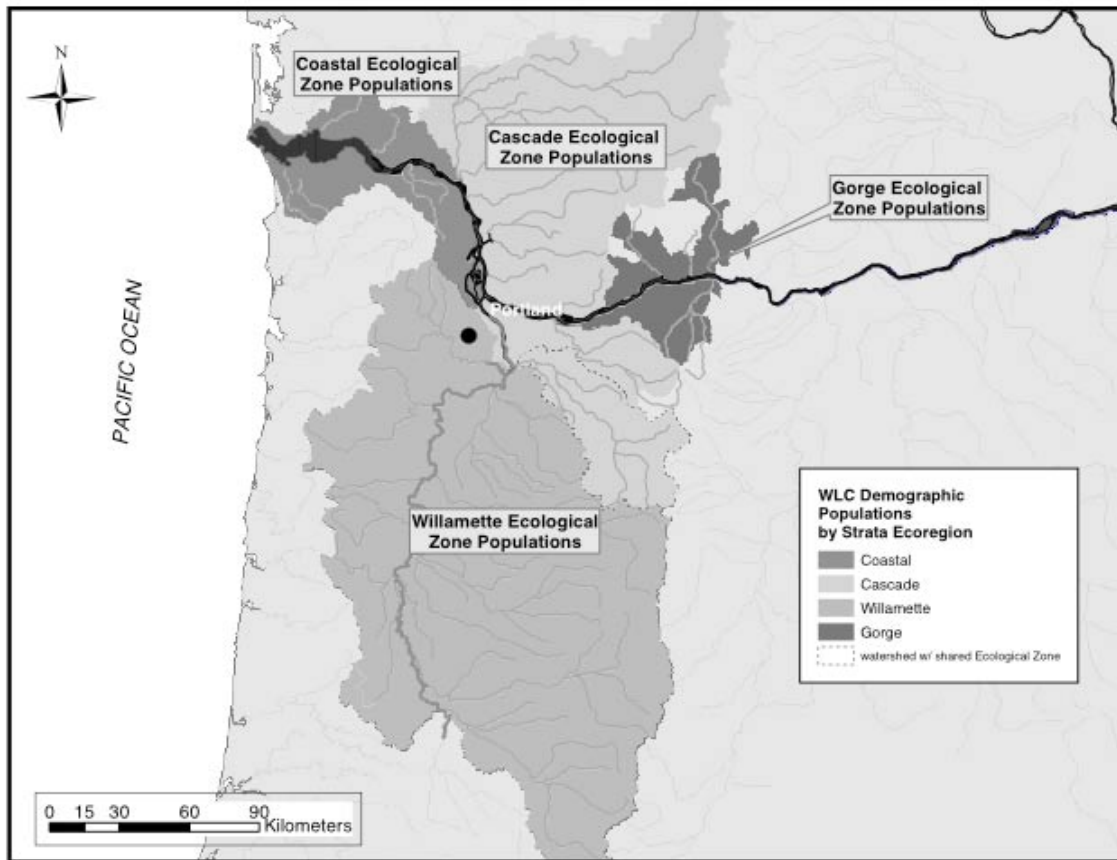 N
Coastal Ecological
Zone Populations
Cascade Ecological
Zone Populations
Gorge Ecological
Zone Populations
Portland
PACIFIC OCEAN
WLC Demographic
Populations
by Strata Ecoregion
Coastal
Cascade
Willamette
Gorge
watershed w/ shared Ecological Zone
Willamette Ecological
Zone Populations
0 15 30 60 90
Kilometers